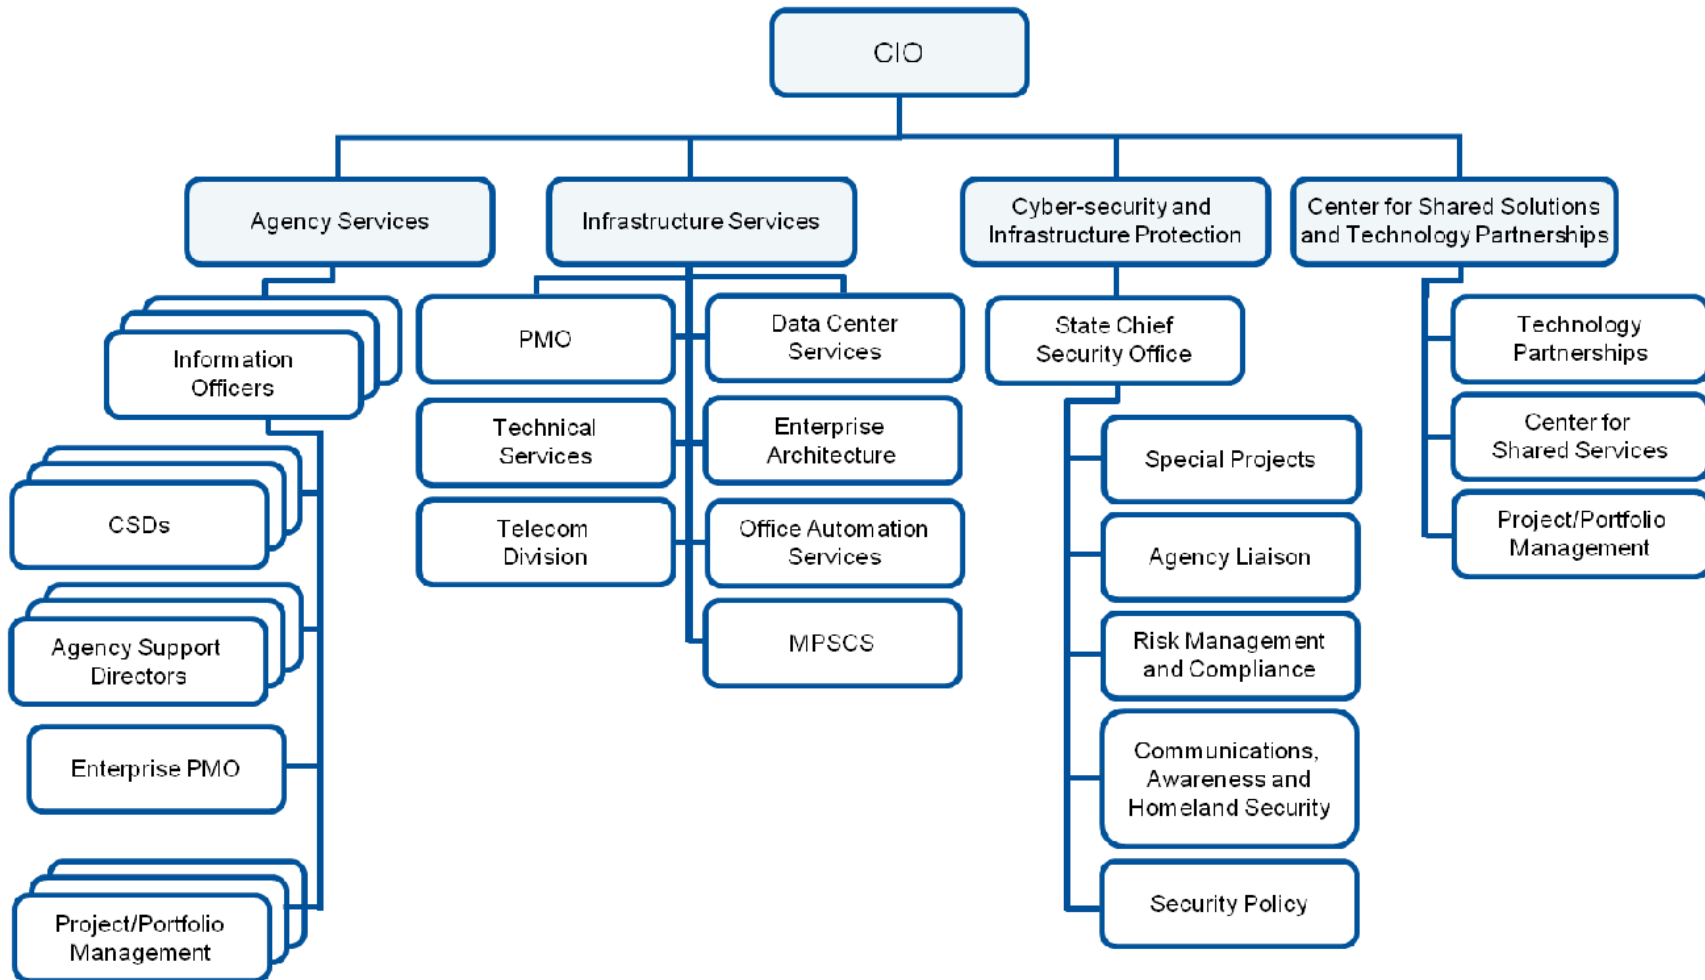 CIO
Agency Services
Infrastructure Services
Cyber-security and
Infrastructure Protection
Center for Shared Solutions
and Technology Partnerships
Information
Officers
CSDs
Agency Support
Directors
Enterprise PMO
Project/Portfolio
Management
PMO
Data Center
Services
Technical
Services
Enterprise
Architecture
Telecom
Division
Office Automation
Services
MPSCS
State Chief
Security Office
Special Projects
Agency Liaison
Risk Management
and Compliance
Communications,
Awareness and
Homeland Security
Security Policy
Technology
Partnerships
Center for
Shared Services
Project/Portfolio
Management